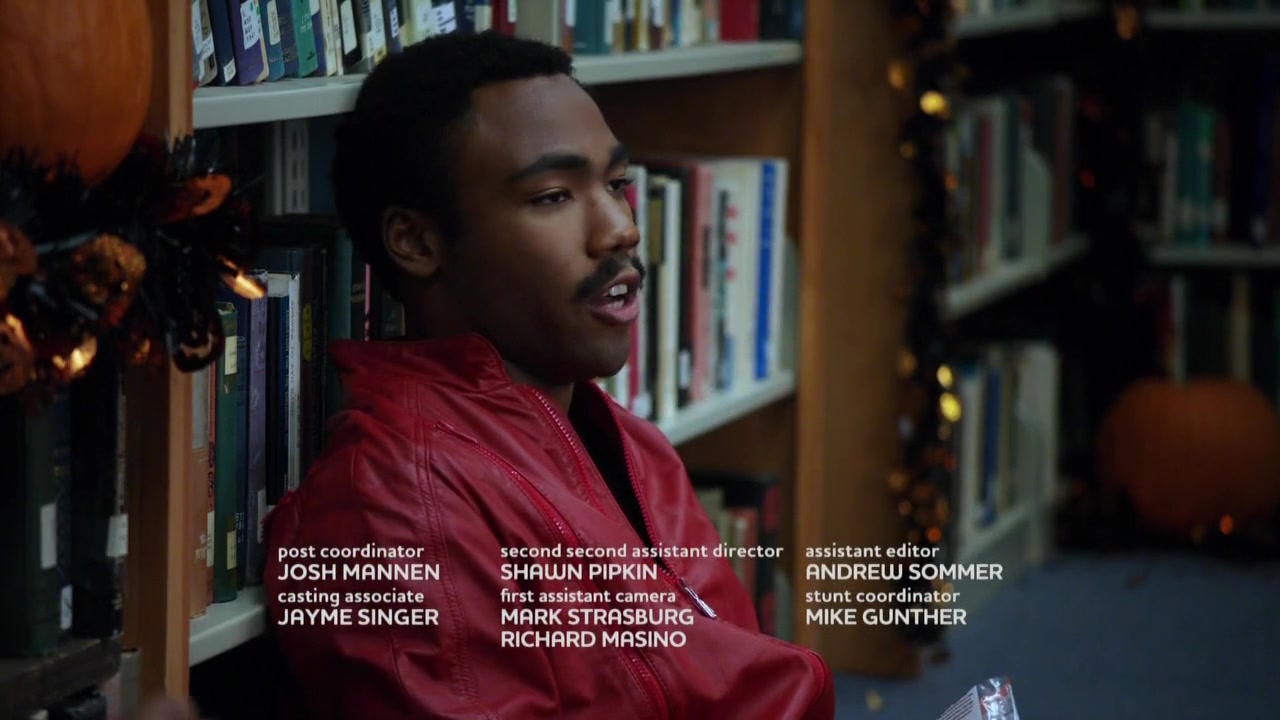 post coordinator
JOSH MANNEN
casting associate
JAYME SINGER
second second assistant director
SHAWN PIPKIN
first assistant camera
MARK STRASBURG
RICHARD MASINO
assistant editor
ANDREW SOMMER
stunt coordinator
MIKE GUNTHER